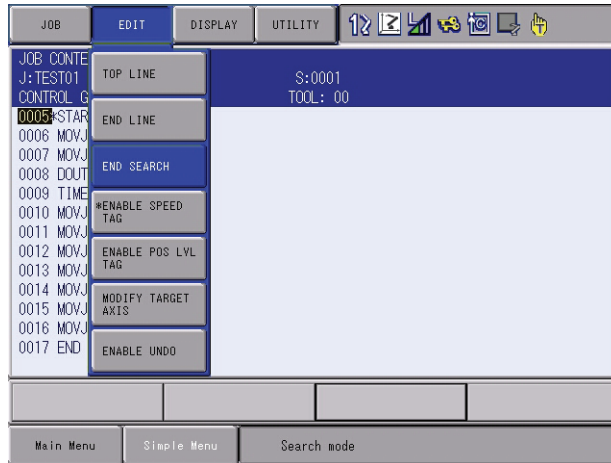 JOB EDIT DISPLAY UTILITY
JOB CONTE
J:TEST01 S:0001
CONTROL G TOOL: 00
TOP LINE
END LINE
END SEARCH
*ENABLE SPEED
TAG
ENABLE POS LVL
TAG
MODIFY TARGET
AXIS
ENABLE UNDO
0005*STAR
0006 MOVJ
0007 MOVJ
0008 DOUT
0009 TIME
0010 MOVJ
0011 MOVJ
0012 MOVJ
0013 MOVJ
0014 MOVJ
0015 MOVJ
0016 MOVJ
0017 END
Main Menu Simple Menu Search mode